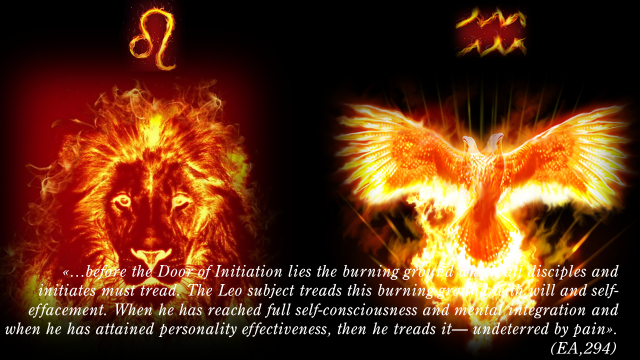 «...before the Door of Initiation lies the burning ground disciples and
initiates must tread. The Leo subject treads this burning ground with will and self-
effacement. When he has reached full self-consciousness and mental integration and
when he has attained personality effectiveness, then he treads it— undeterred by pain».
(EA,294)